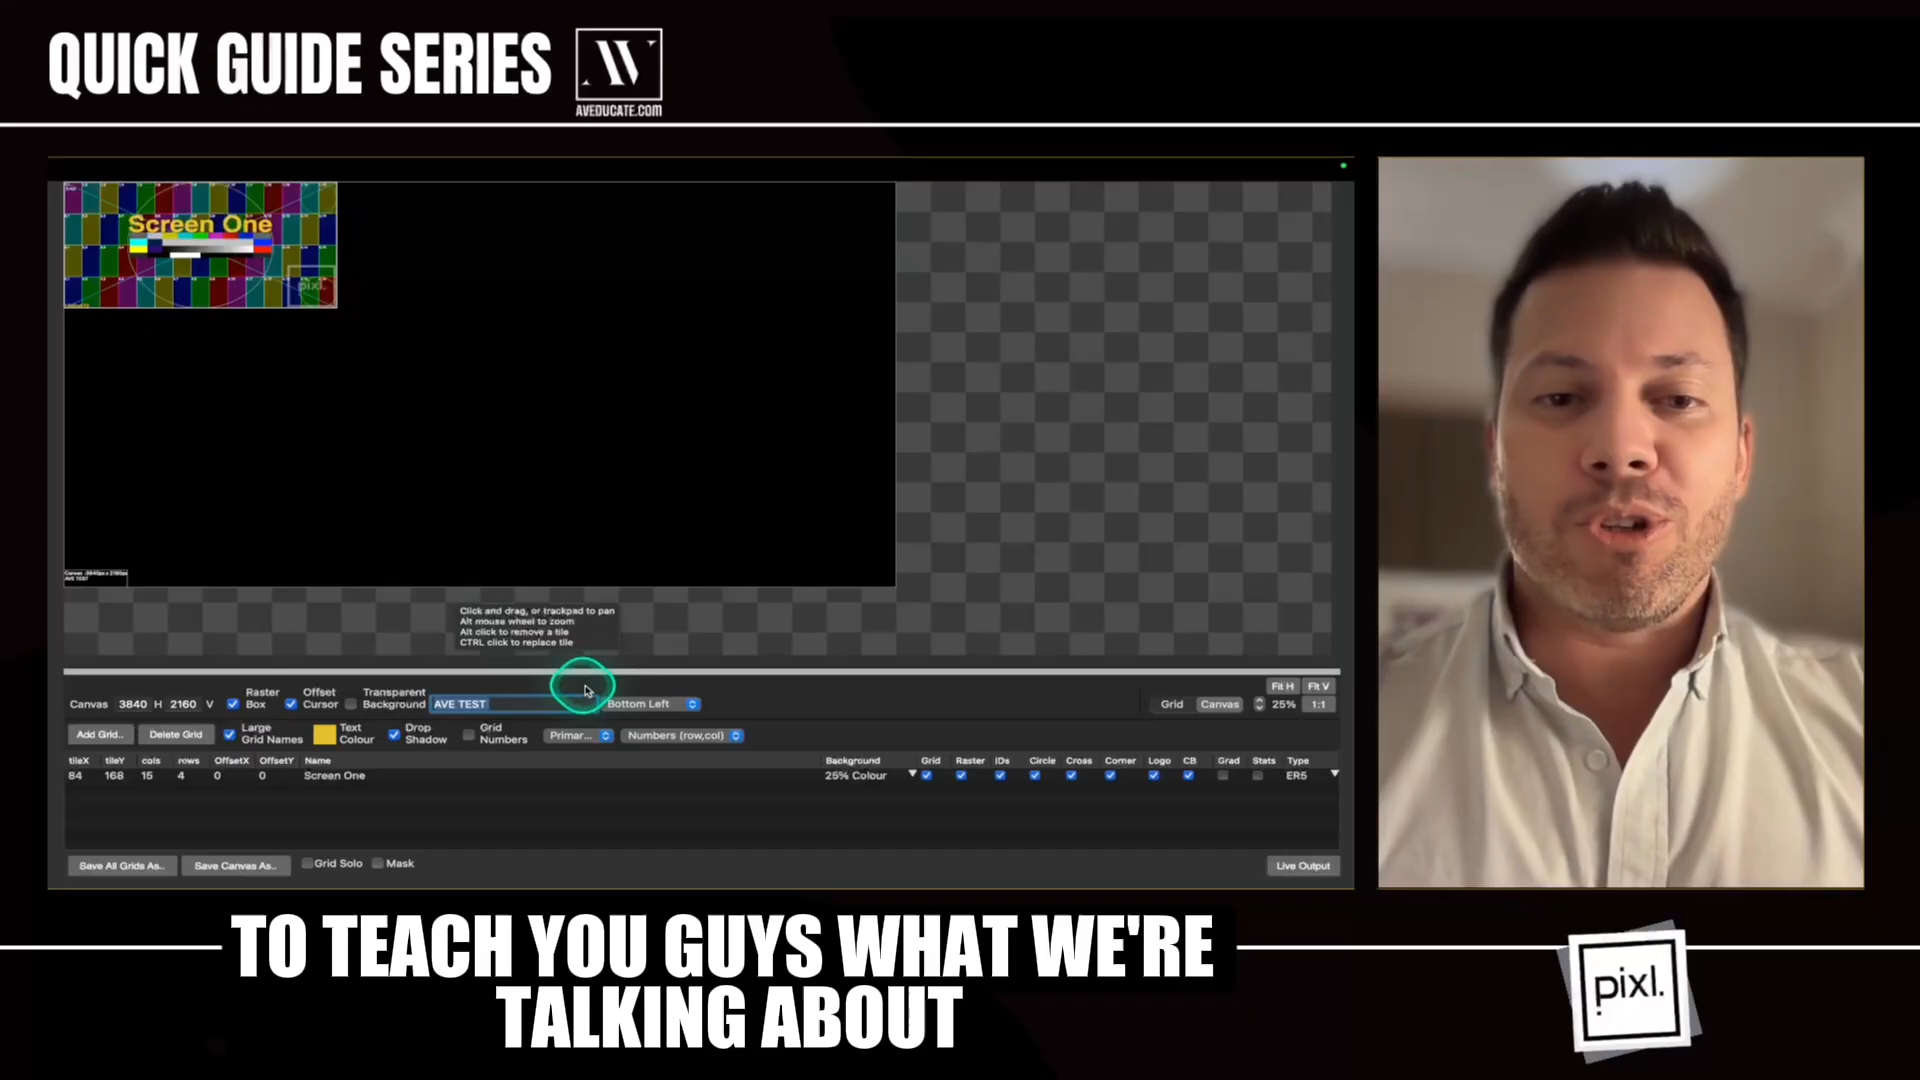 QUICK GUIDE SERIES
AVEDUCATE.COM
Screen One
pixl.
Canvas 3840px x 2160px
AVE TEST
Click and drag, or trackpad to pan
Alt mouse wheel to zoom
Alt click to remove a tile
CTRL click to replace tile
Fit H Fit V
Canvas 3840 H 2160 V Raster Box Offset Cursor Transparent Background AVE TEST Bottom Left Grid Canvas 25% 1:1
Add Grid.. Delete Grid Large Grid Names Text Colour Drop Shadow Grid Numbers Primar... Numbers (row,col)
tileX tileY cols rows OffsetX OffsetY Name Background Grid Raster IDs Circle Cross Corner Logo CB Grad Stats Type
84 168 15 4 0 0 Screen One 25% Colour ER5
Save All Grids As.. Save Canvas As.. Grid Solo Mask Live Output
TO TEACH YOU GUYS WHAT WE'RE
TALKING ABOUT
pixl.